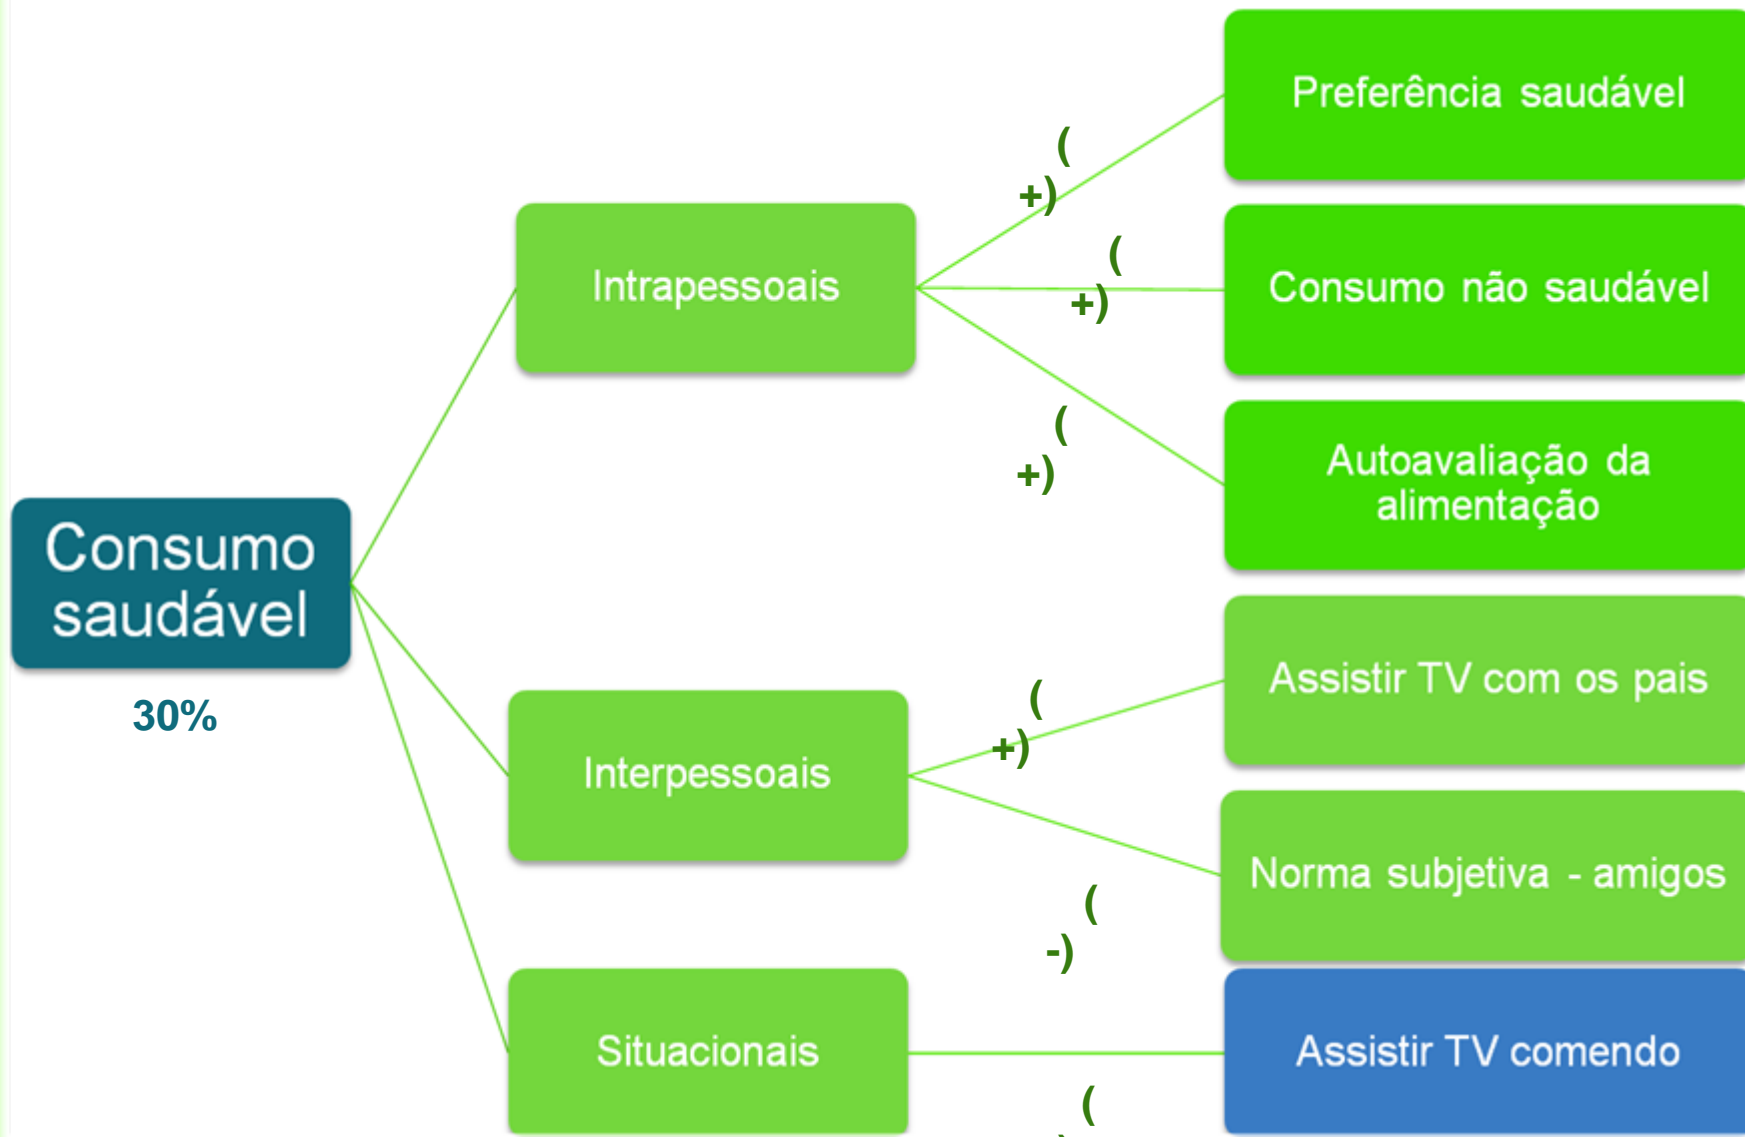 Preferência saudável
(
+)
Intrapessoais
(
+)
Consumo não saudável
(
+)
Autoavaliação da
alimentação
Consumo
saudável
30%
(
+)
Assistir TV com os pais
Interpessoais
Norma subjetiva - amigos
(
-)
Situacionais
Assistir TV comendo
(